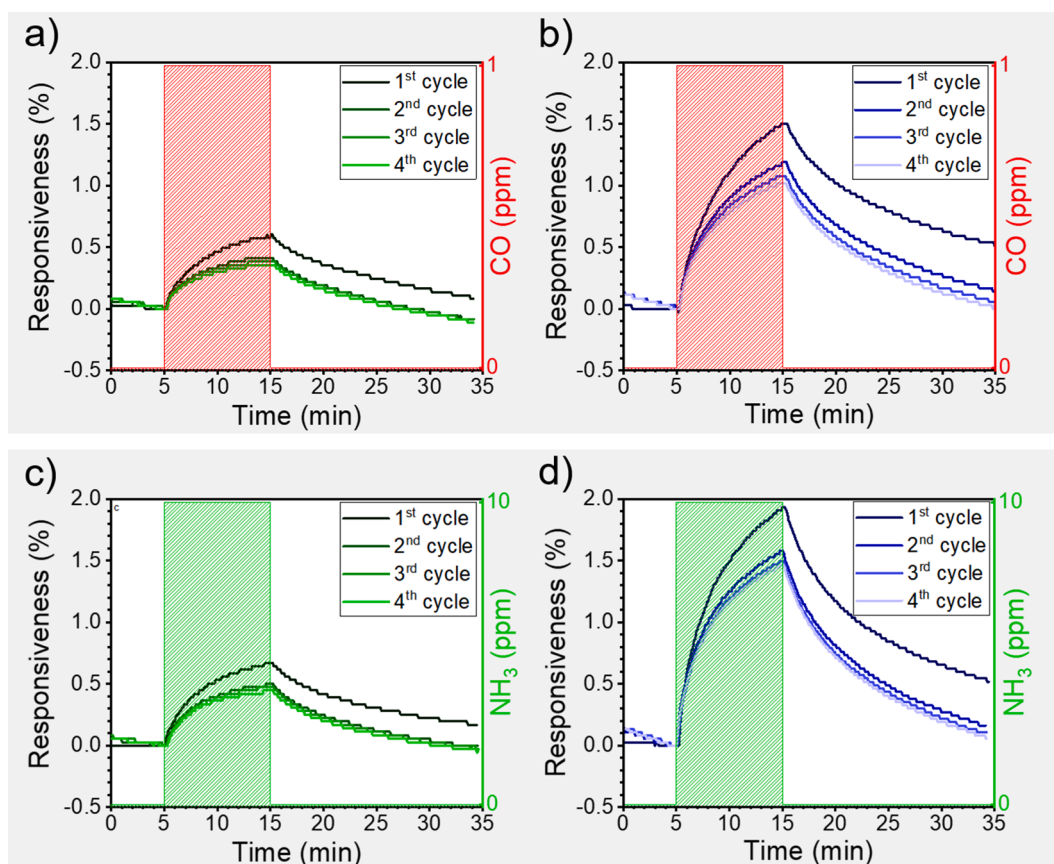 a)
2.0
1.5
1.0
0.5
0.0
-0.5
Responsiveness (%)
1st cycle
2nd cycle
3rd cycle
4th cycle
1
0
CO (ppm)
0 5 10 15 20 25 30 35
Time (min)
b)
2.0
1.5
1.0
0.5
0.0
-0.5
Responsiveness (%)
1st cycle
2nd cycle
3rd cycle
4th cycle
1
0
CO (ppm)
0 5 10 15 20 25 30 35
Time (min)
c)
2.0
1.5
1.0
0.5
0.0
-0.5
Responsiveness (%)
c
1st cycle
2nd cycle
3rd cycle
4th cycle
10
0
NH3 (ppm)
0 5 10 15 20 25 30 35
Time (min)
d)
2.0
1.5
1.0
0.5
0.0
-0.5
Responsiveness (%)
1st cycle
2nd cycle
3rd cycle
4th cycle
10
0
NH3 (ppm)
0 5 10 15 20 25 30 35
Time (min)